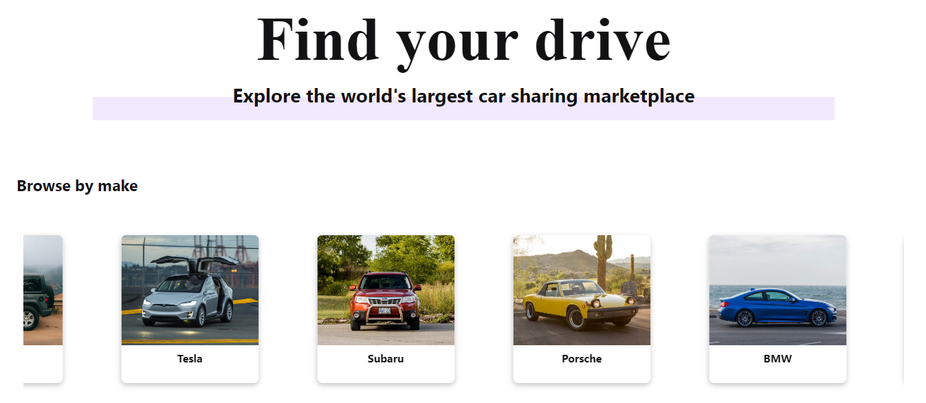 Find your drive
Explore the world's largest car sharing marketplace
Browse by make
Tesla
Subaru
Porsche
BMW